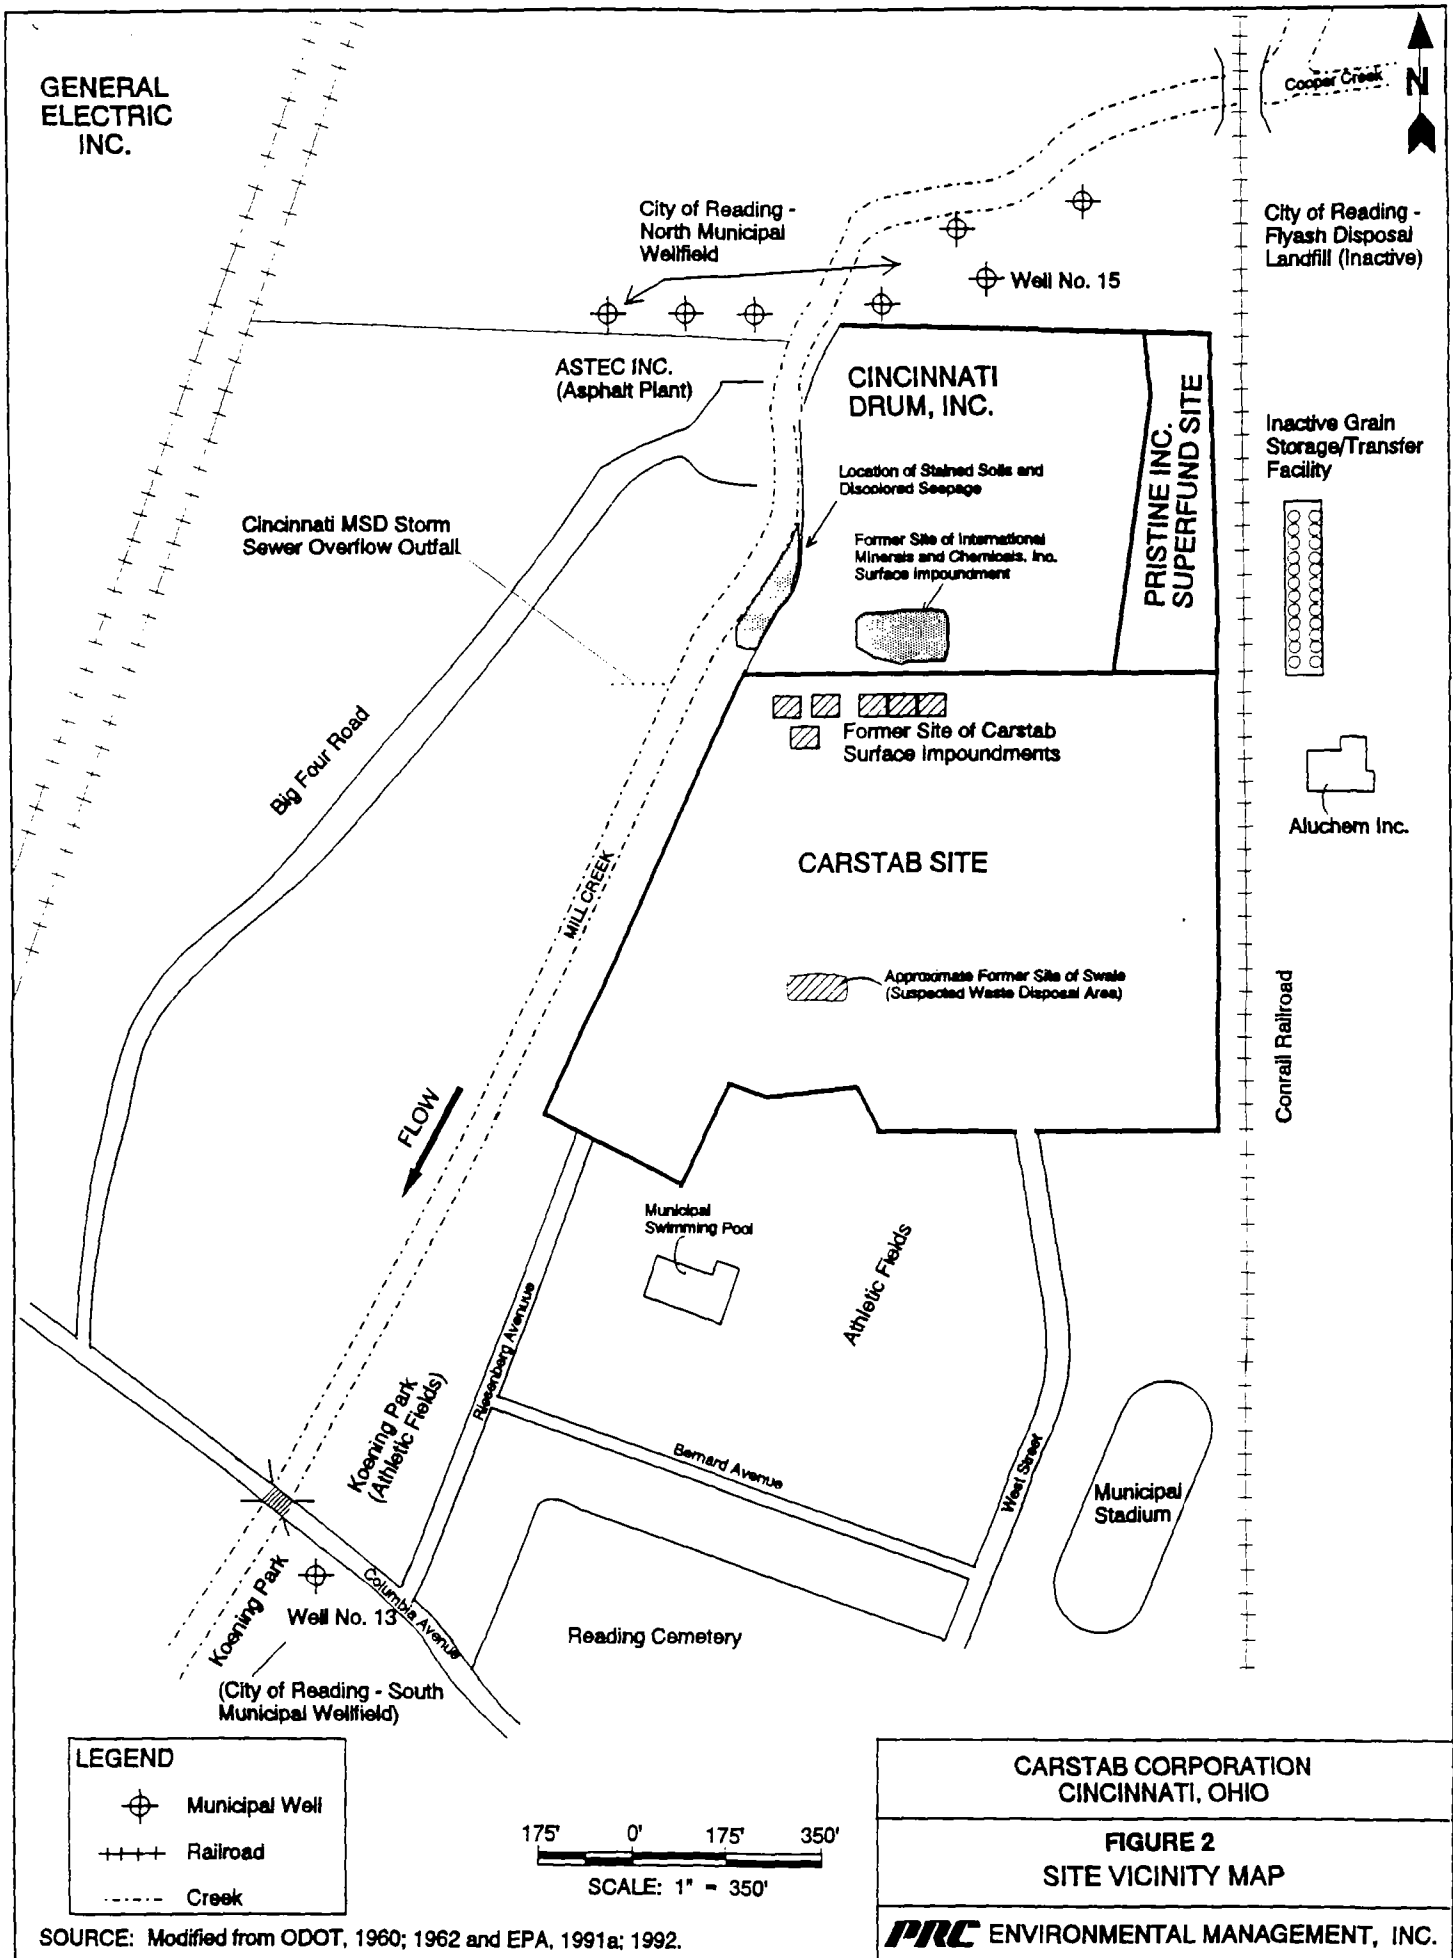 GENERAL
ELECTRIC
INC.
Cooper Creek
N
City of Reading -
North Municipal
Wellfield
Well No. 15
City of Reading -
Flyash Disposal
Landfill (Inactive)
ASTEC INC.
(Asphalt Plant)
CINCINNATI
DRUM, INC.
PRISTINE INC.
SUPERFUND SITE
Inactive Grain
Storage/Transfer
Facility
Location of Stained Soils and
Discolored Seepage
Cincinnati MSD Storm
Sewer Overflow Outfall
Former Site of International
Minerals and Chemicals, Inc.
Surface Impoundment
Big Four Road
Former Site of Carstab
Surface Impoundments
Aluchem Inc.
MILL CREEK
CARSTAB SITE
Approximate Former Site of Swale
(Suspected Waste Disposal Area)
Conrail Railroad
FLOW
Municipal
Swimming Pool
Athletic Fields
Riesenberg Avenuue
Koening Park
(Athletic Fields)
Bernard Avenue
West Street
Municipal
Stadium
Koening Park
Well No. 13
Columbia Avenue
Reading Cemetery
(City of Reading - South
Municipal Wellfield)
LEGEND
Municipal Well
Railroad
Creek
175' 0' 175' 350'
SCALE: 1" = 350'
CARSTAB CORPORATION
CINCINNATI, OHIO
FIGURE 2
SITE VICINITY MAP
SOURCE: Modified from ODOT, 1960; 1962 and EPA, 1991a; 1992.
PRC ENVIRONMENTAL MANAGEMENT, INC.